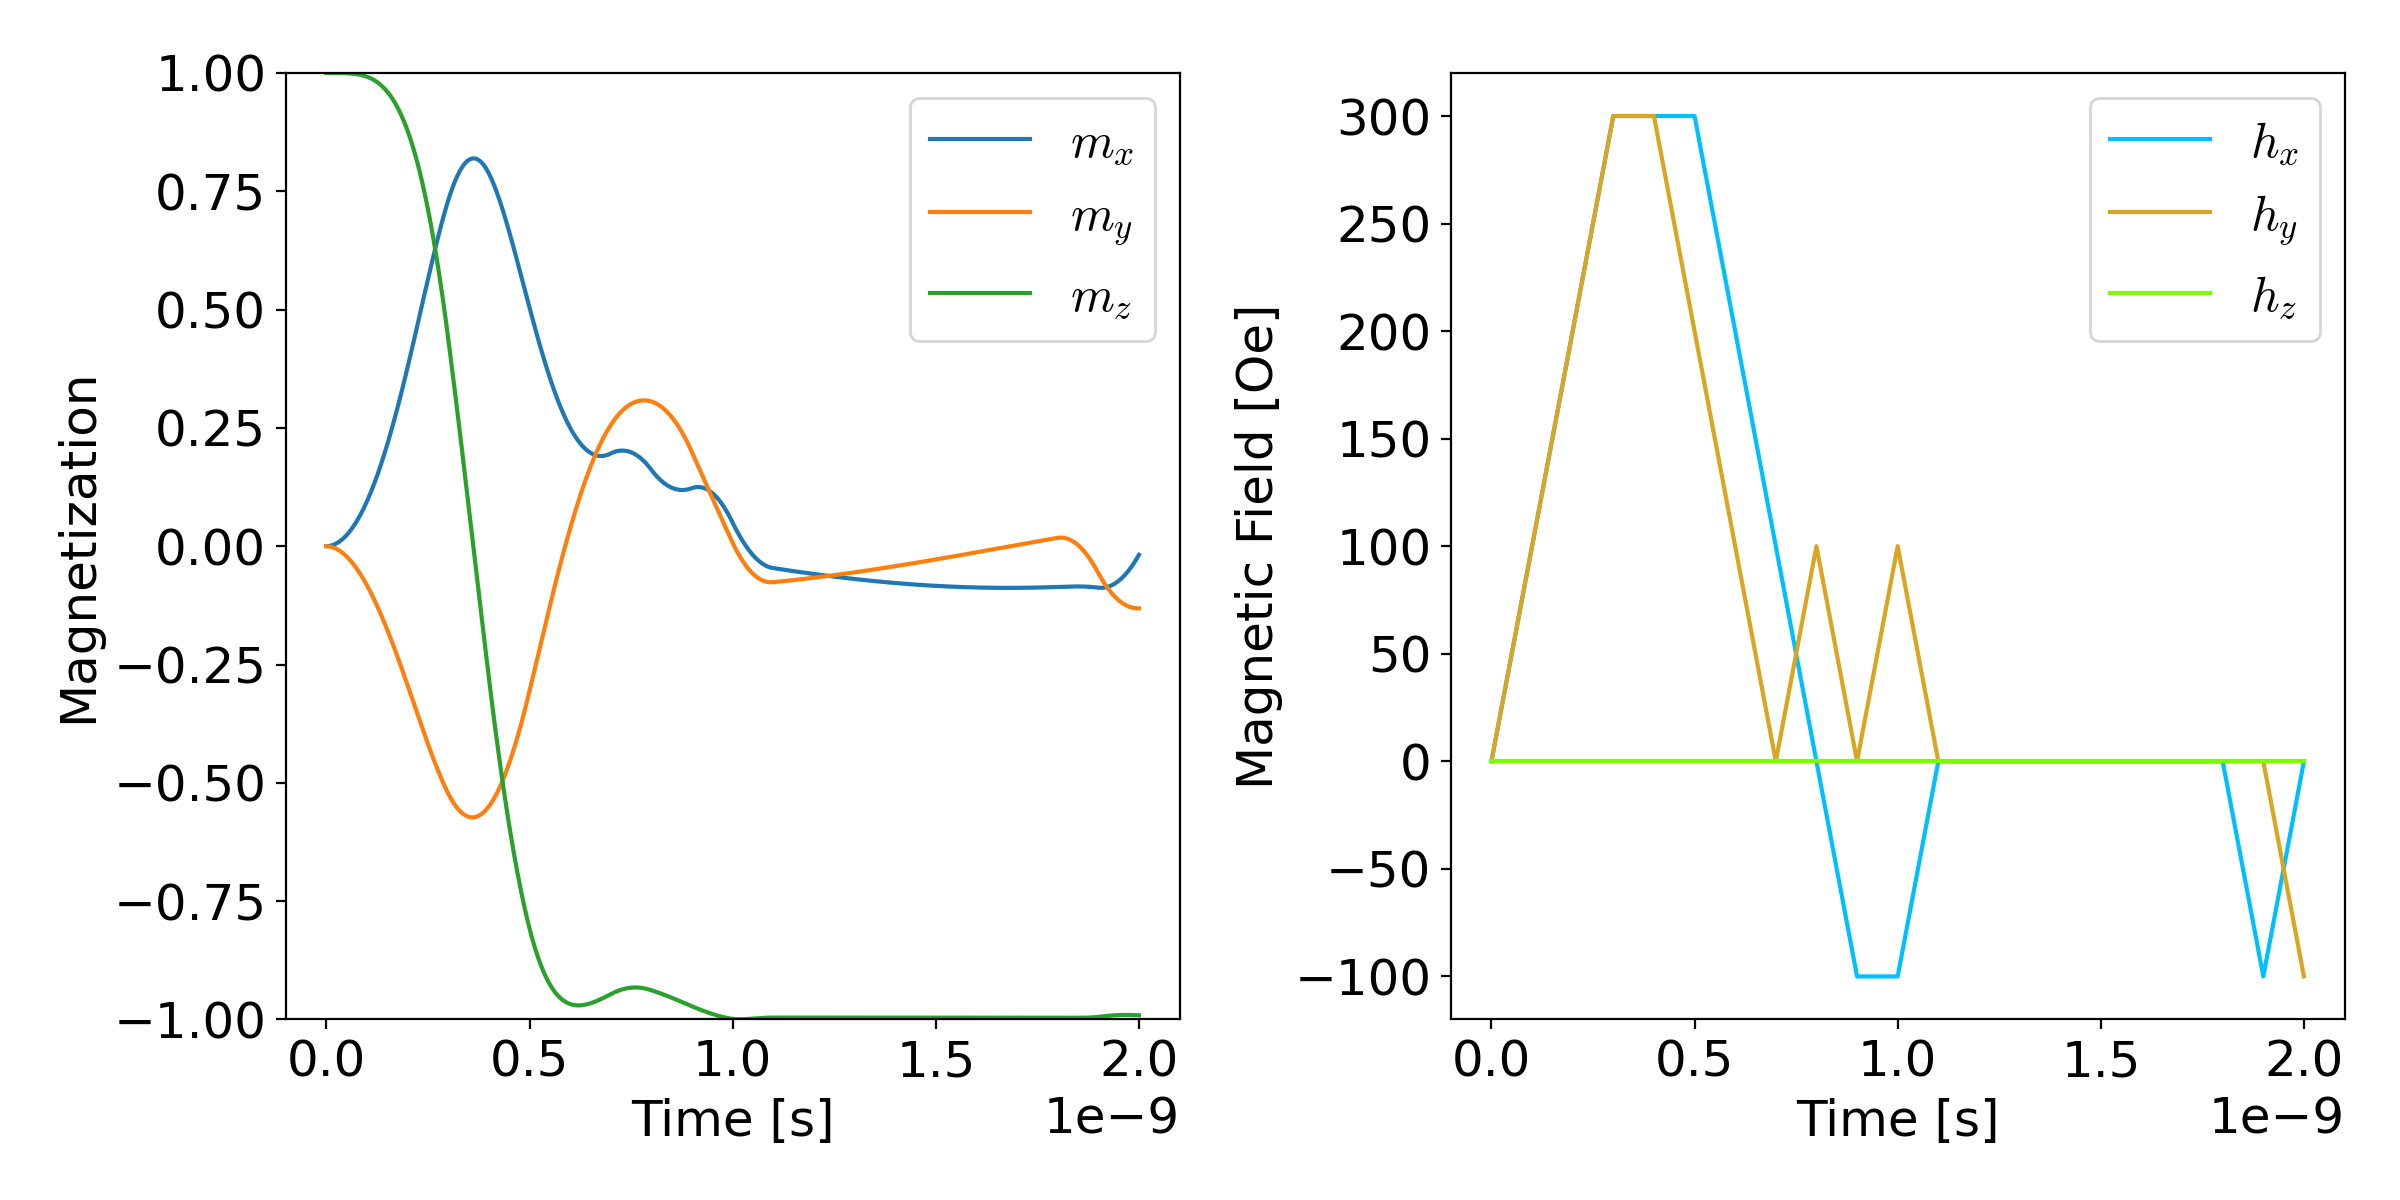 Magnetization
1.00
0.75
0.50
0.25
0.00
−0.25
−0.50
−0.75
−1.00
0.0 0.5 1.0 1.5 2.0
Time [s] 1e−9
m_x
m_y
m_z
Magnetic Field [Oe]
300
250
200
150
100
50
0
−50
−100
0.0 0.5 1.0 1.5 2.0
Time [s] 1e−9
h_x
h_y
h_z